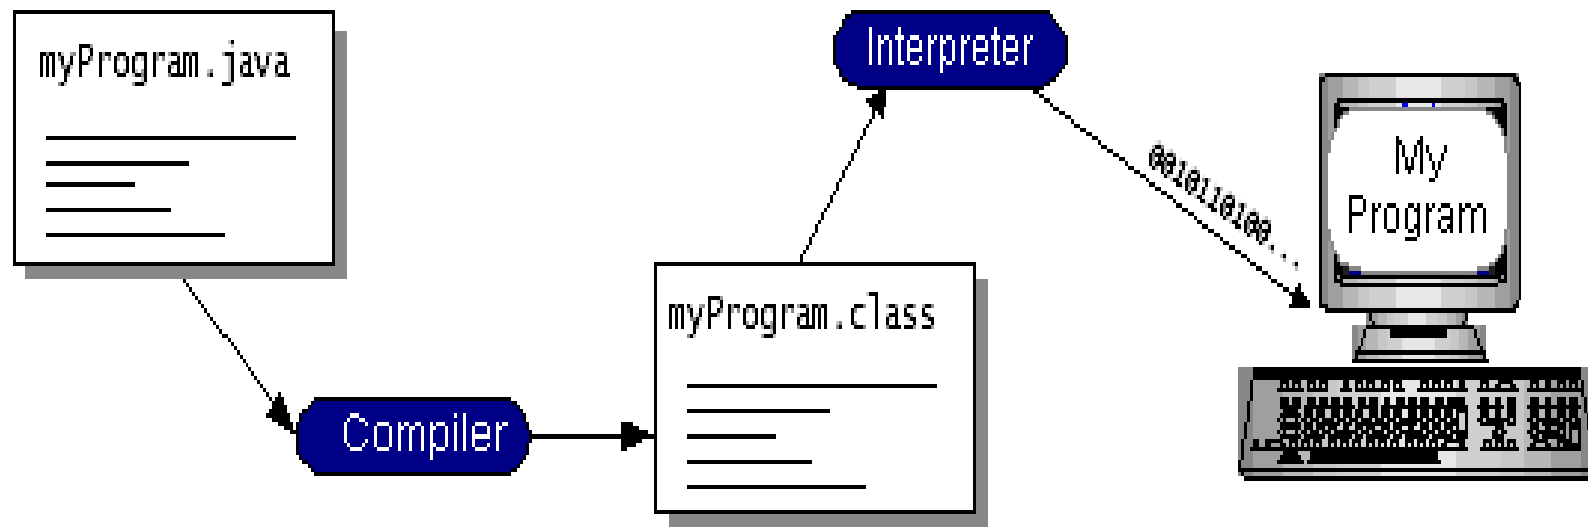 myProgram.java
Compiler
myProgram.class
Interpreter
0010110100...
My
Program